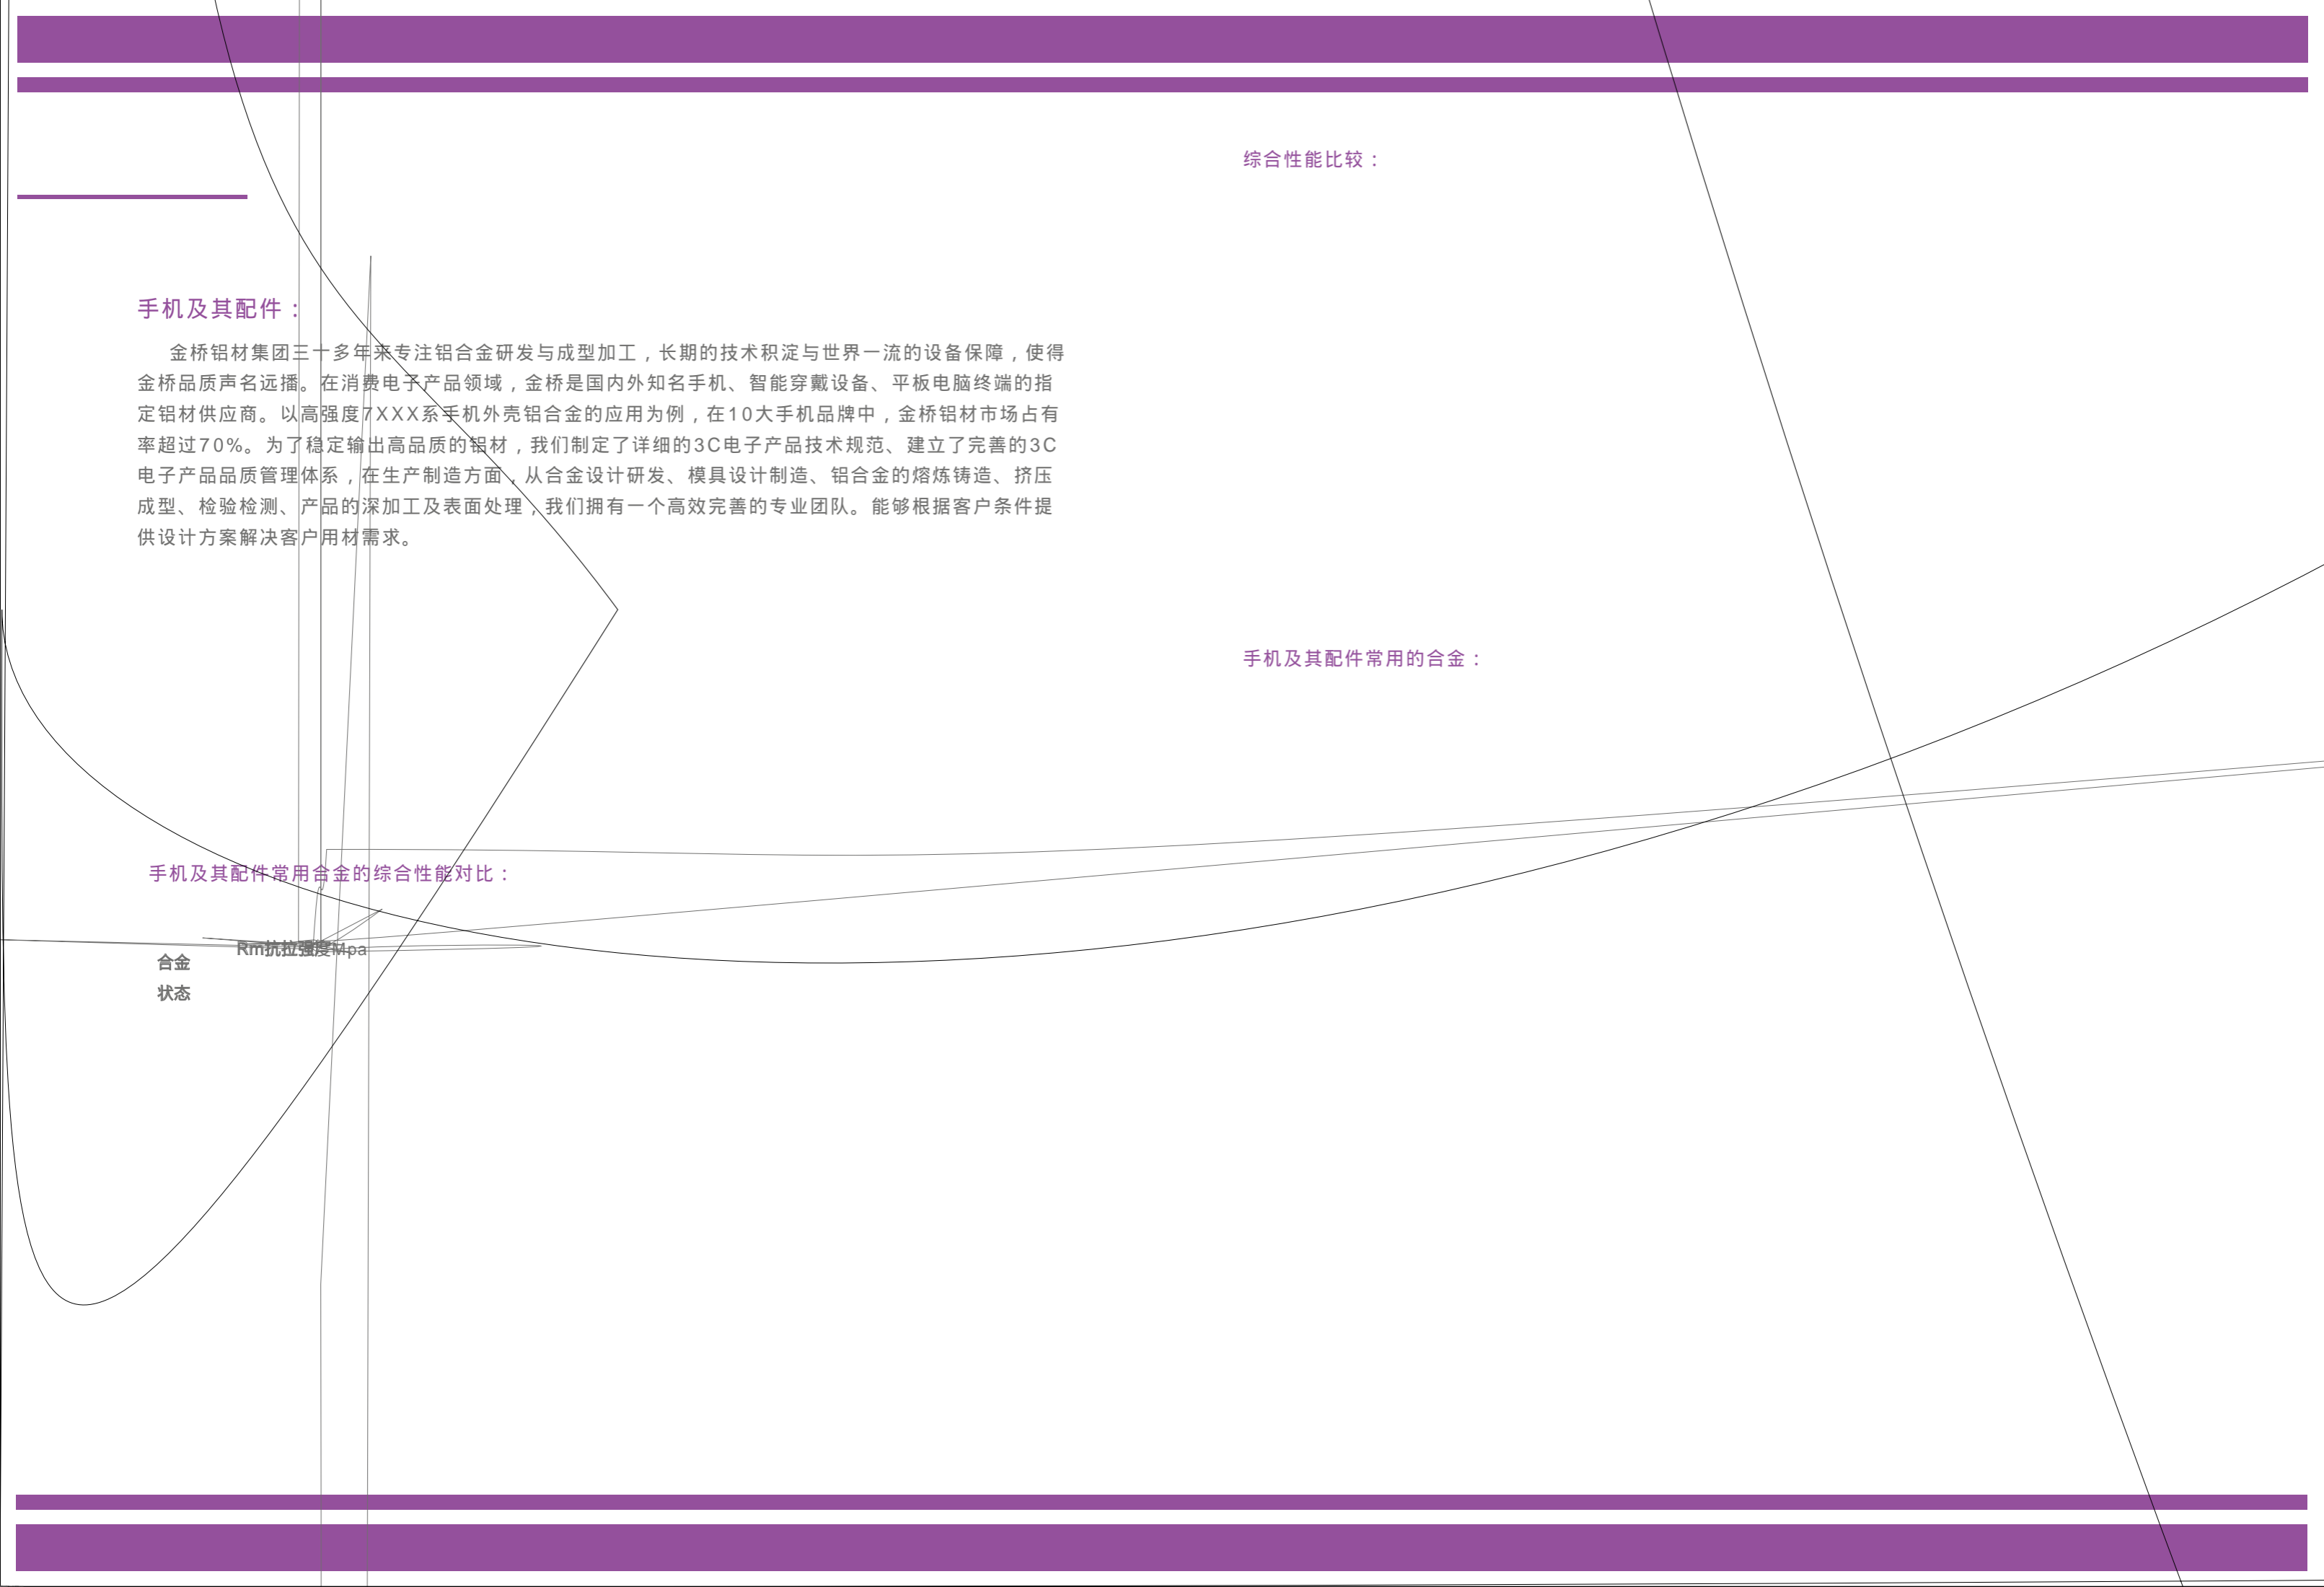 手机及其配件：
金桥铝材集团三十多年来专注铝合金研发与成型加工，长期的技术积淀与世界一流的设备保障，使得
金桥品质声名远播。在消费电子产品领域，金桥是国内外知名手机、智能穿戴设备、平板电脑终端的指
定铝材供应商。以高强度7XXX系手机外壳铝合金的应用为例，在10大手机品牌中，金桥铝材市场占有
率超过70%。为了稳定输出高品质的铝材，我们制定了详细的3C电子产品技术规范、建立了完善的3C
电子产品品质管理体系，在生产制造方面，从合金设计研发、模具设计制造、铝合金的熔炼铸造、挤压
成型、检验检测、产品的深加工及表面处理，我们拥有一个高效完善的专业团队。能够根据客户条件提
供设计方案解决客户用材需求。
手机及其配件常用合金的综合性能对比：
合金
状态
Rm抗拉强度Mpa
综合性能比较：
手机及其配件常用的合金：